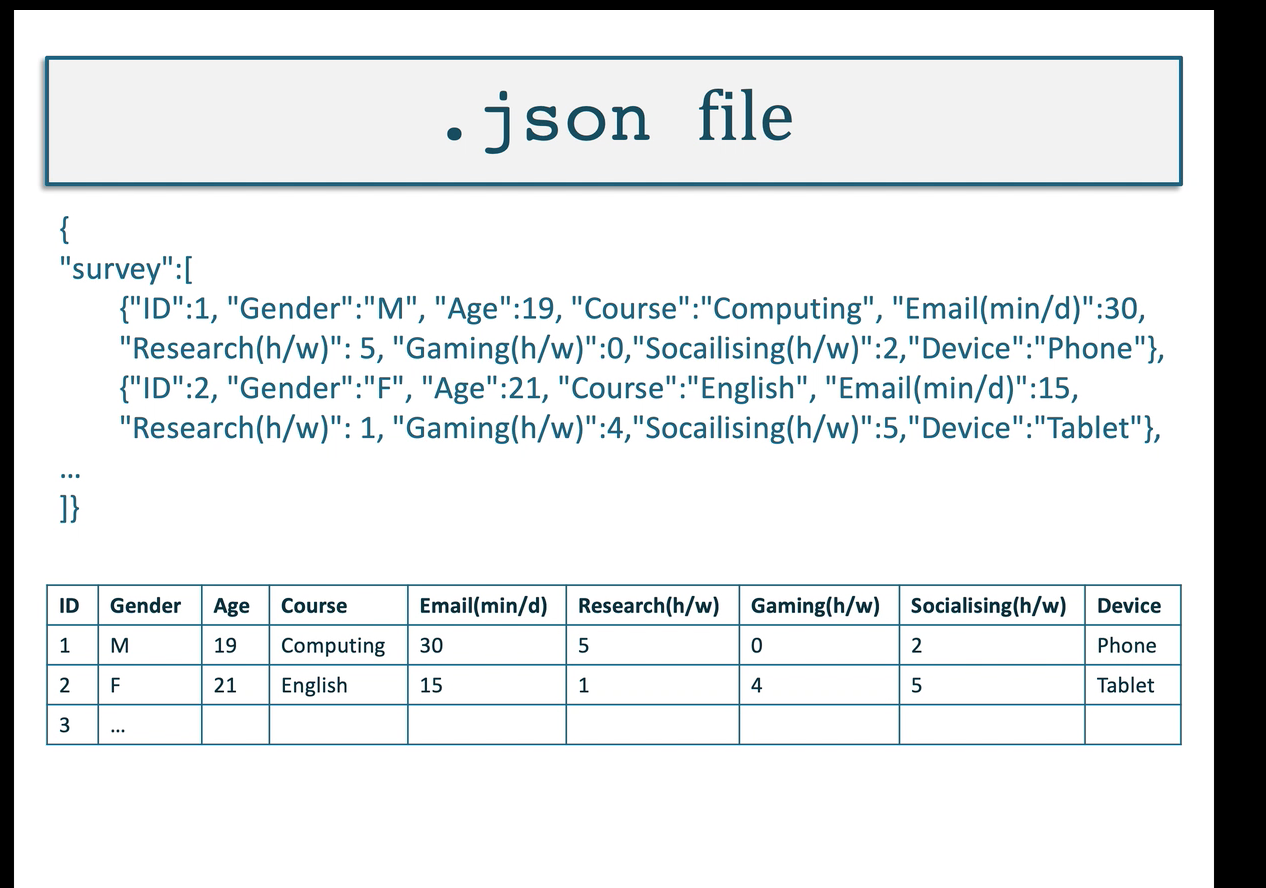 .json file
{
"survey":[
{"ID":1, "Gender":"M", "Age":19, "Course":"Computing", "Email(min/d)":30,
"Research(h/w)": 5, "Gaming(h/w)":0,"Socailising(h/w)":2,"Device":"Phone"},
{"ID":2, "Gender":"F", "Age":21, "Course":"English", "Email(min/d)":15,
"Research(h/w)": 1, "Gaming(h/w)":4,"Socailising(h/w)":5,"Device":"Tablet"},
…
]}
ID Gender Age Course Email(min/d) Research(h/w) Gaming(h/w) Socialising(h/w) Device
1 M 19 Computing 30 5 0 2 Phone
2 F 21 English 15 1 4 5 Tablet
3 …